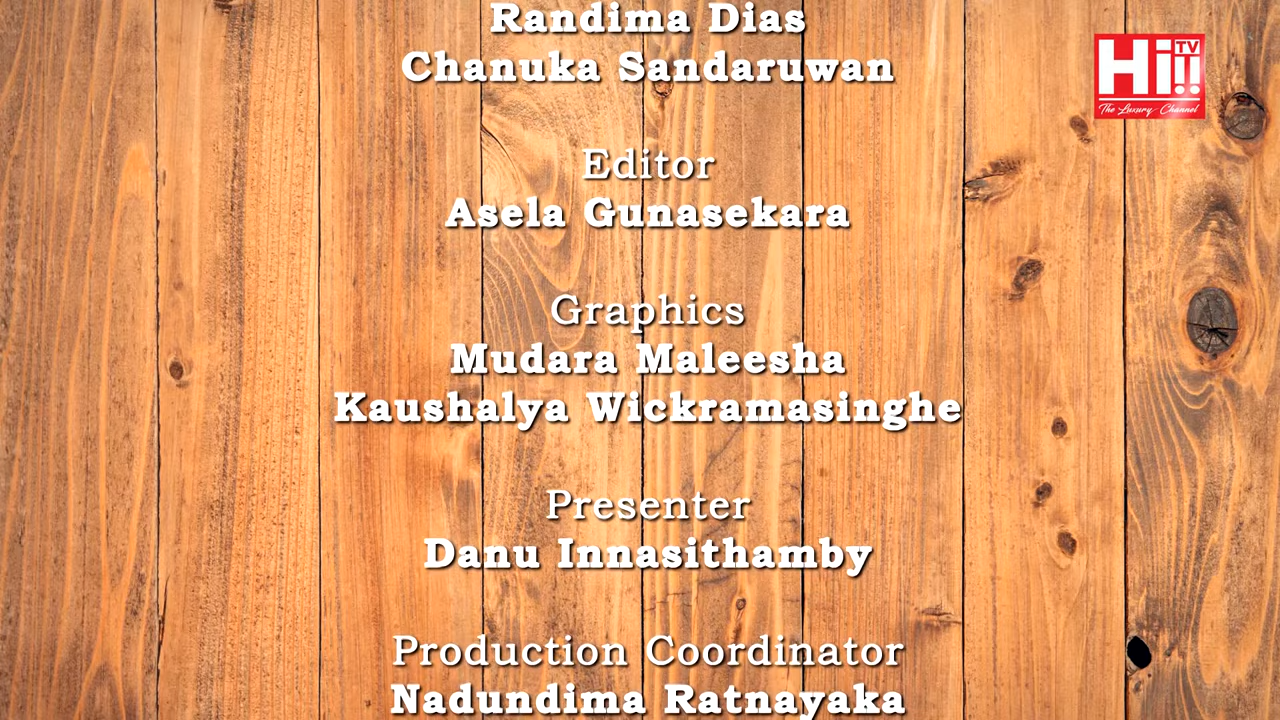 Randima Dias
Chanuka Sandaruwan
Hi!!
TV
The Luxury Channel
Editor
Asela Gunasekara
Graphics
Mudara Maleesha
Kaushalya Wickramasinghe
Presenter
Danu Innasithamby
Production Coordinator
Nadundima Ratnayaka